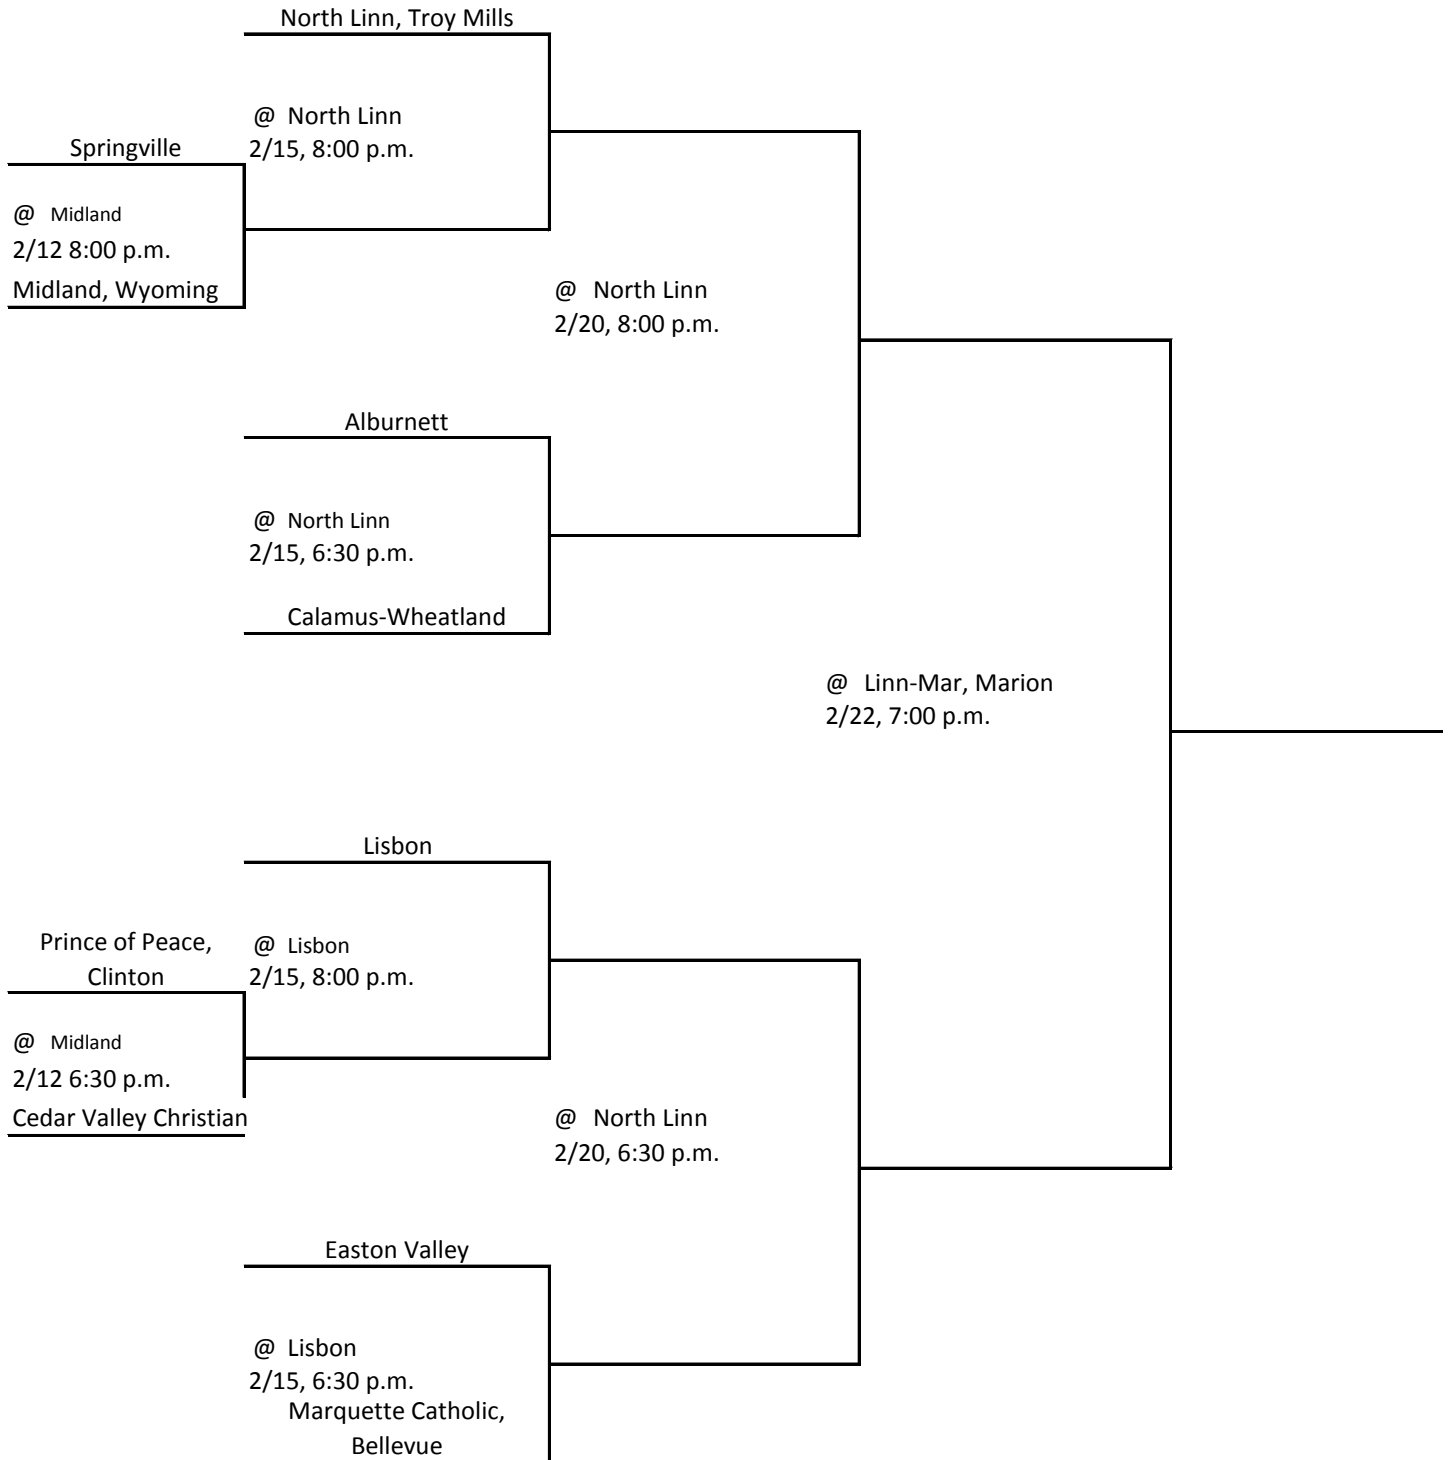 North Linn, Troy Mills
@ North Linn
2/15, 8:00 p.m.
Springville
@ Midland
2/12 8:00 p.m.
Midland, Wyoming
@ North Linn
2/20, 8:00 p.m.
Alburnett
@ North Linn
2/15, 6:30 p.m.
Calamus-Wheatland
@ Linn-Mar, Marion
2/22, 7:00 p.m.
Lisbon
Prince of Peace,
Clinton
@ Lisbon
2/15, 8:00 p.m.
@ Midland
2/12 6:30 p.m.
Cedar Valley Christian
@ North Linn
2/20, 6:30 p.m.
Easton Valley
@ Lisbon
2/15, 6:30 p.m.
Marquette Catholic,
Bellevue